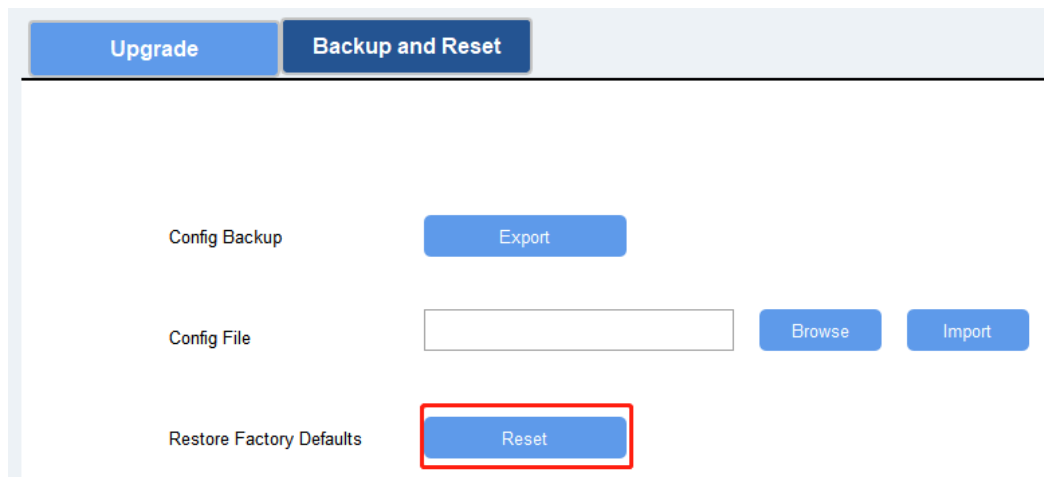 Upgrade Backup and Reset
Config Backup Export
Config File Browse Import
Restore Factory Defaults Reset